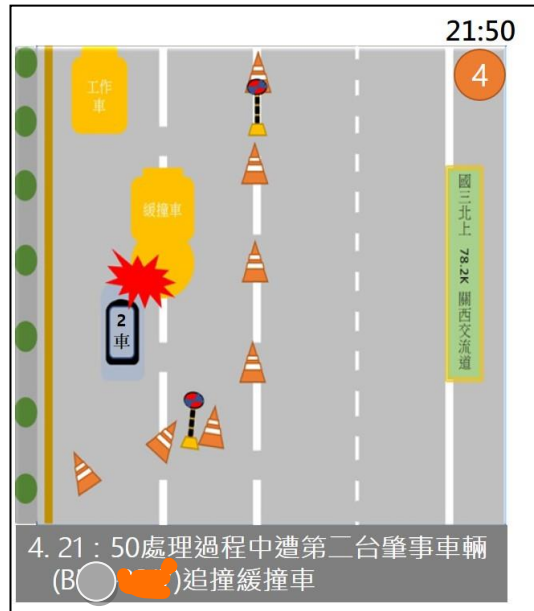 21:50
4
工作
車
緩撞車
國三北上 78.2K 關西交流道
2
車
4. 21：50處理過程中遭第二台肇事車輛
(B )追撞緩撞車